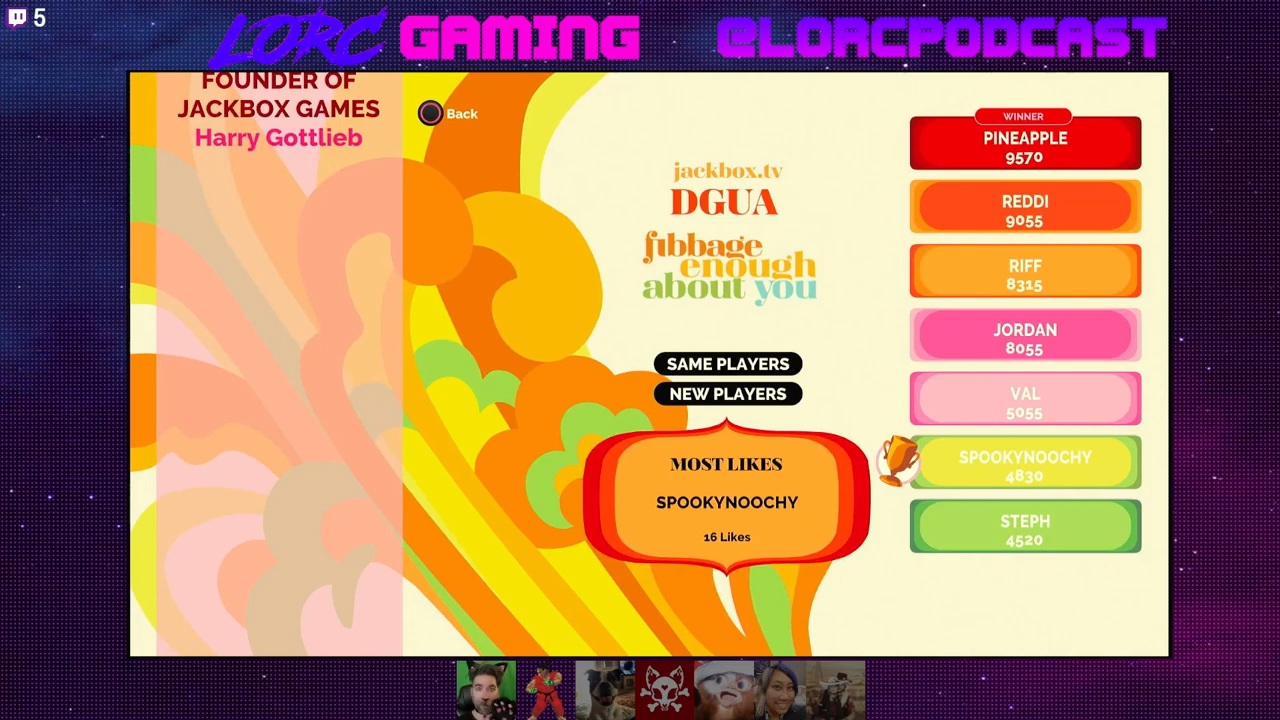 5
LORC GAMING
@LORCPODCAST
FOUNDER OF
JACKBOX GAMES
Harry Gottlieb
Back
jackbox.tv
DGUA
fibbage
enough
about you
SAME PLAYERS
NEW PLAYERS
MOST LIKES
SPOOKYNOOCHY
16 Likes
WINNER
PINEAPPLE
9570
REDDI
9055
RIFF
8315
JORDAN
8055
VAL
5055
SPOOKYNOOCHY
4830
STEPH
4520